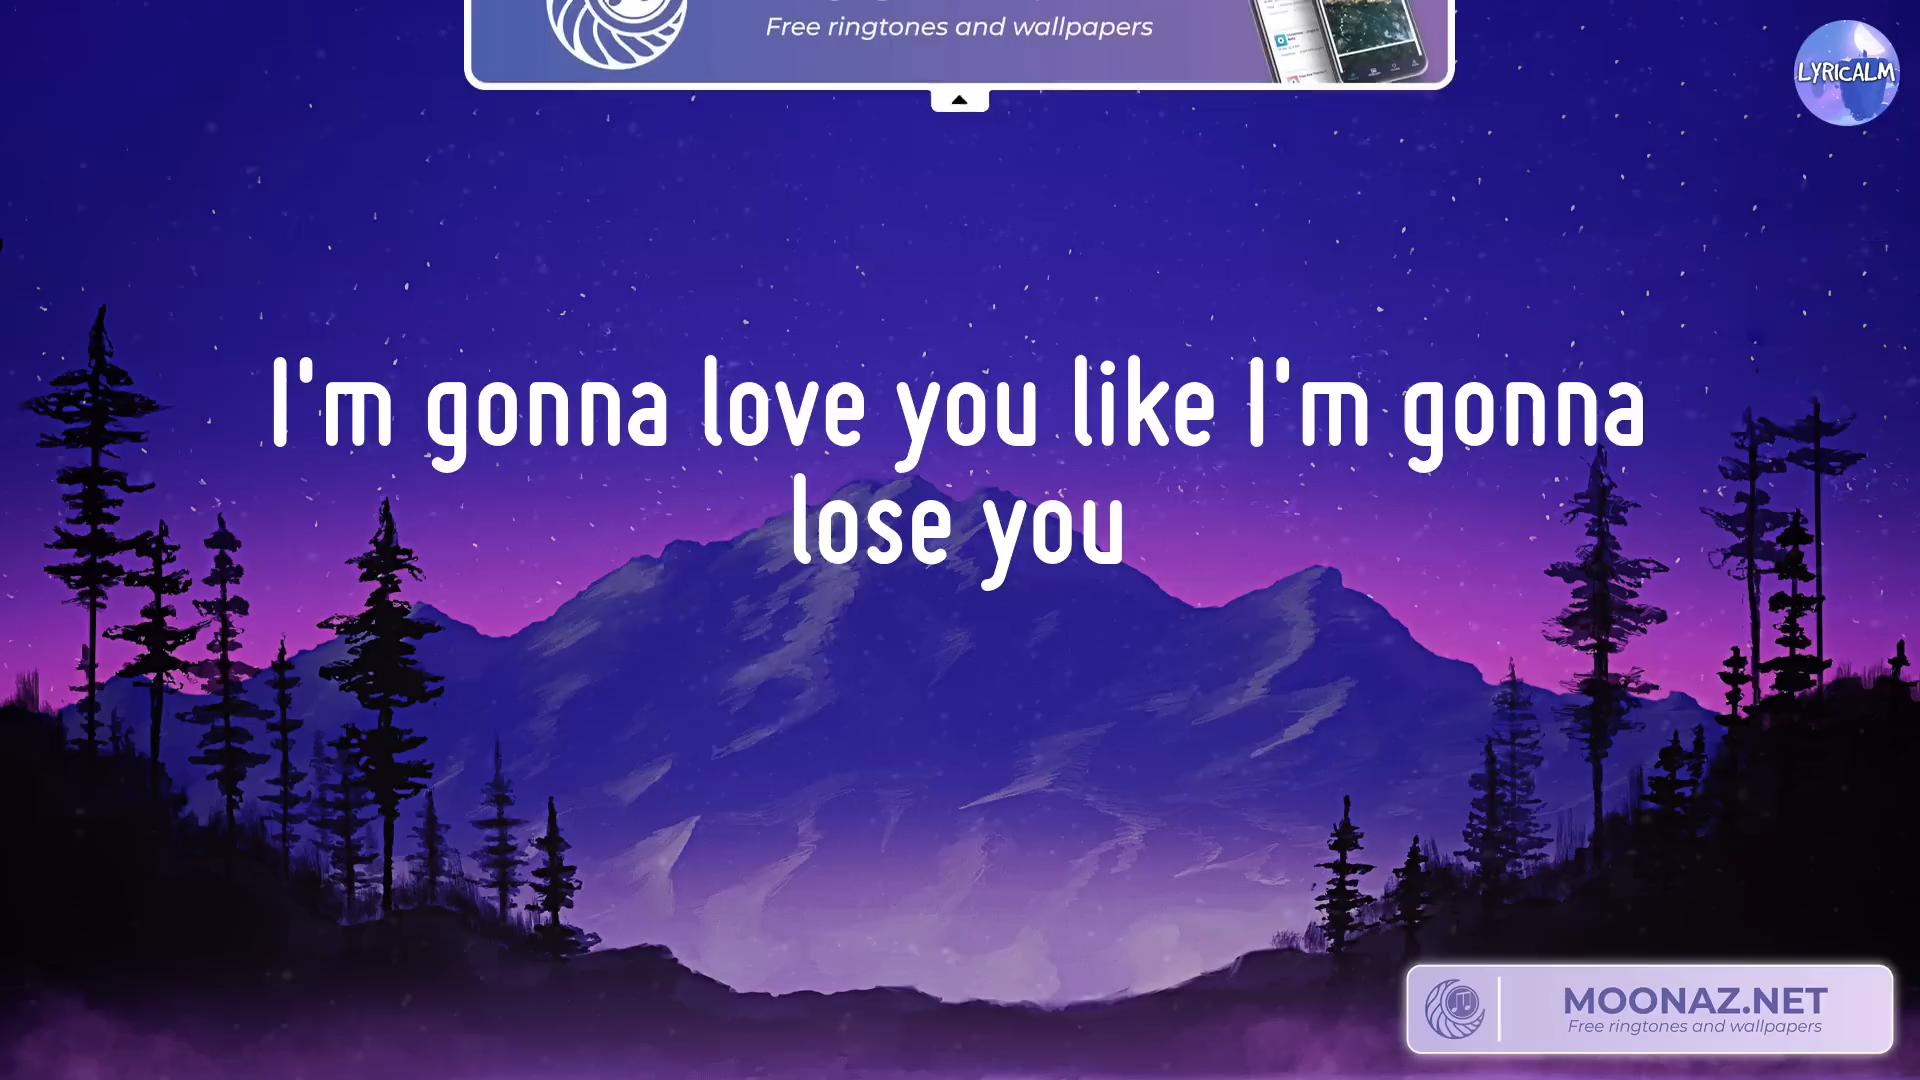 Free ringtones and wallpapers
LYRICALM
I'm gonna love you like I'm gonna
lose you
MOONAZ.NET
Free ringtones and wallpapers